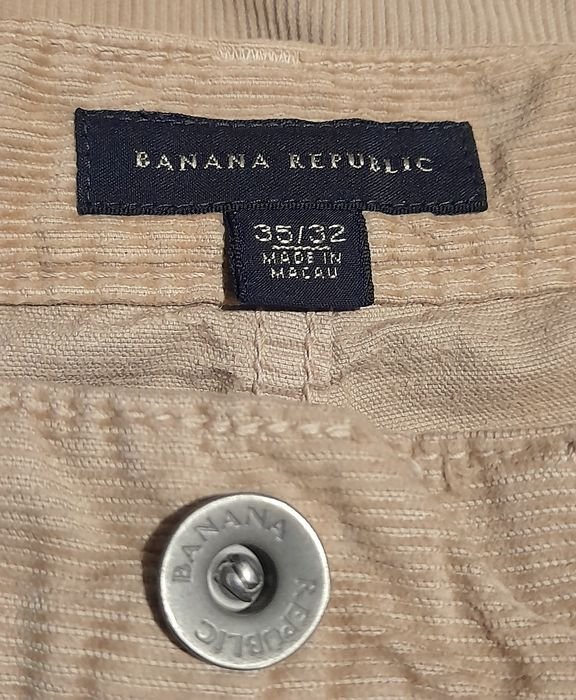 BANANA REPUBLIC
35/32
MADE IN
MACAU
BANANA
REPUBLIC